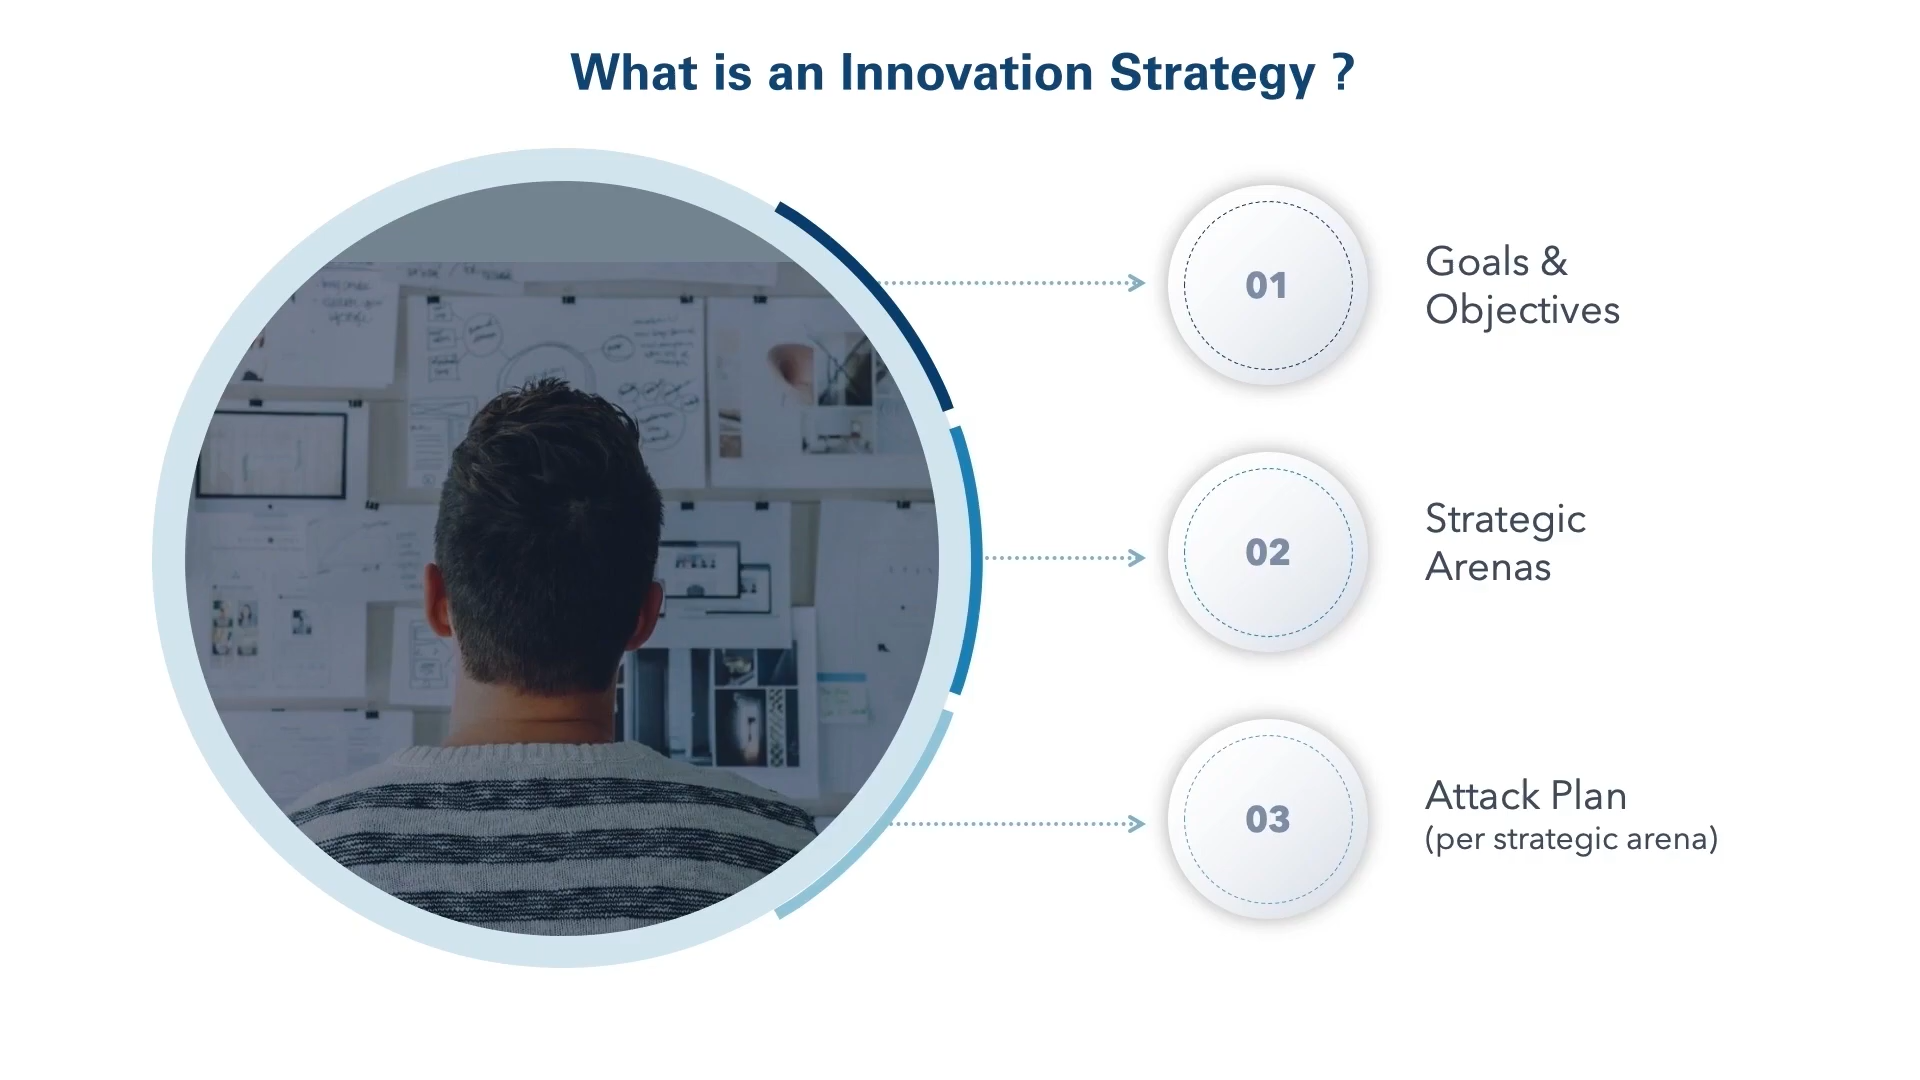 What is an Innovation Strategy ?
01
Goals &
Objectives
02
Strategic
Arenas
03
Attack Plan
(per strategic arena)